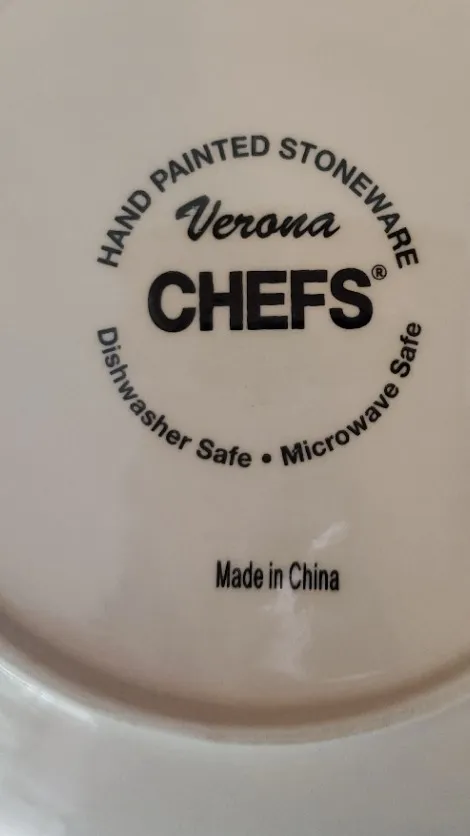 HAND PAINTED STONEWARE
Verona
CHEFS®
Dishwasher Safe • Microwave Safe
Made in China